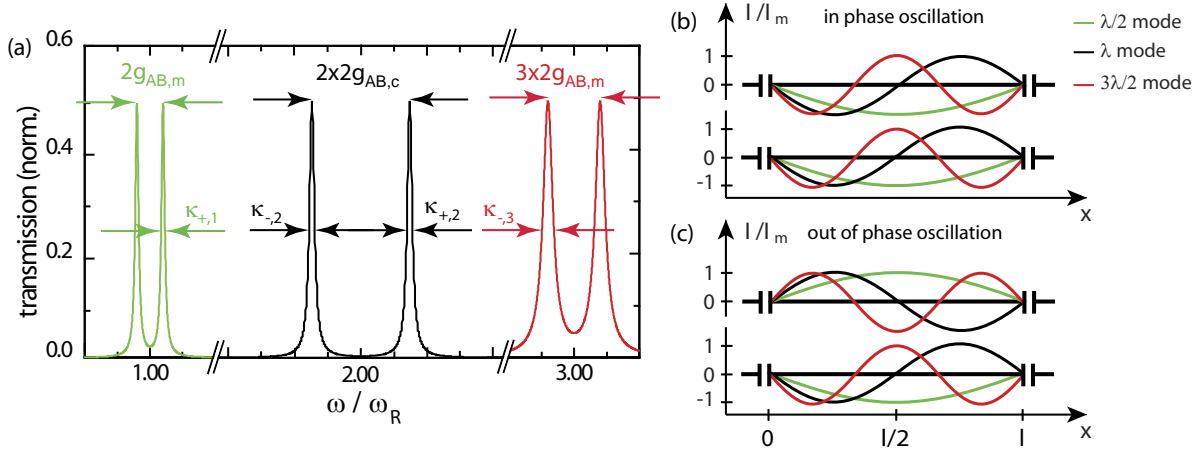 (a)
transmission (norm.)
0.6
0.4
0.2
0.0
2g_AB,m
2x2g_AB,c
3x2g_AB,m
κ_+,1
κ_-,2
κ_+,2
κ_-,3
1.00
2.00
3.00
ω / ω_R
(b)
I/I_m
in phase oscillation
1
0
1
0
-1
x
λ/2 mode
λ mode
3λ/2 mode
(c)
I/I_m
out of phase oscillation
1
0
1
0
-1
0
l/2
l
x